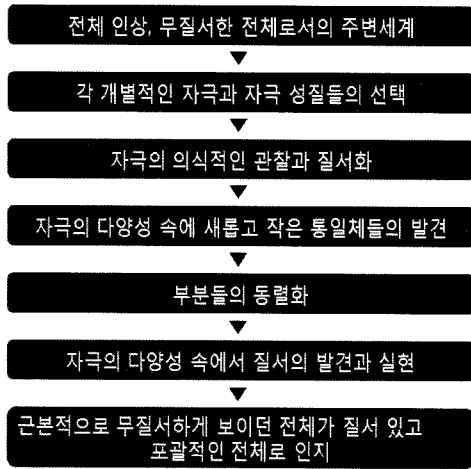 전체 인상, 무질서한 전체로서의 주변세계
각 개별적인 자극과 자극 성질들의 선택
자극의 의식적인 관찰과 질서화
자극의 다양성 속에 새롭고 작은 통일체들의 발견
부분들의 동렬화
자극의 다양성 속에서 질서의 발견과 실현
근본적으로 무질서하게 보이던 전체가 질서 있고
포괄적인 전체로 인지